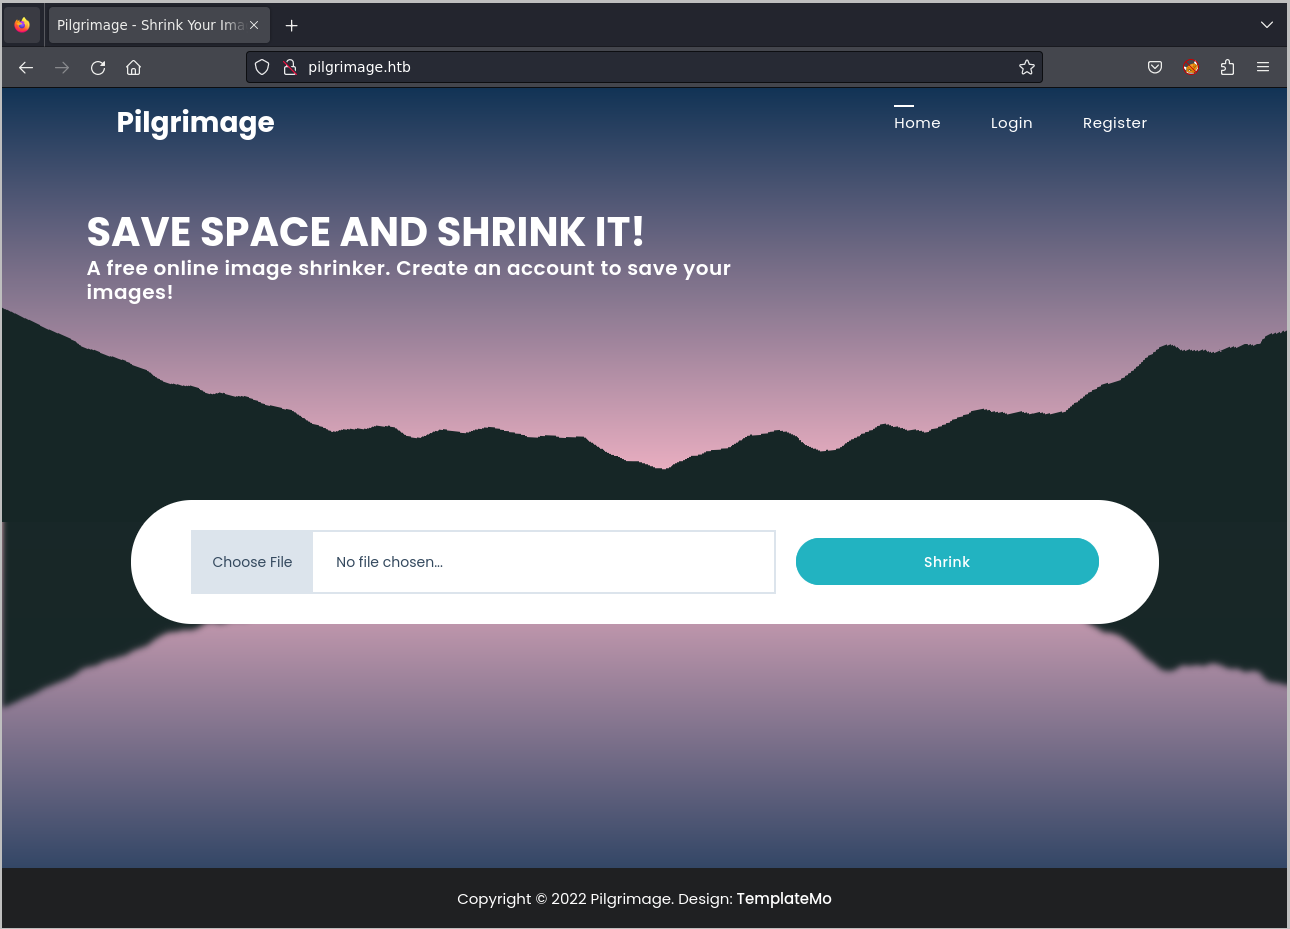 Pilgrimage - Shrink Your Ima
pilgrimage.htb
Pilgrimage
Home Login Register
SAVE SPACE AND SHRINK IT!
A free online image shrinker. Create an account to save your
images!
Choose File No file chosen... Shrink
Copyright © 2022 Pilgrimage. Design: TemplateMo